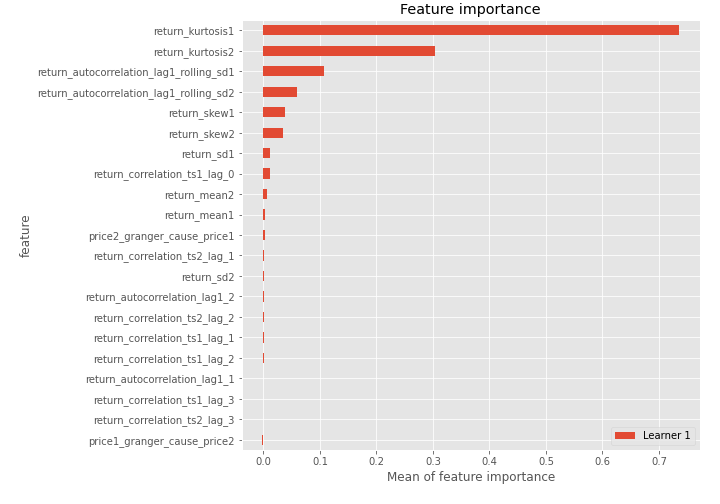 Feature importance
return_kurtosis1
return_kurtosis2
return_autocorrelation_lag1_rolling_sd1
return_autocorrelation_lag1_rolling_sd2
return_skew1
return_skew2
return_sd1
return_correlation_ts1_lag_0
return_mean2
return_mean1
price2_granger_cause_price1
return_correlation_ts2_lag_1
return_sd2
return_autocorrelation_lag1_2
return_correlation_ts2_lag_2
return_correlation_ts1_lag_1
return_correlation_ts1_lag_2
return_autocorrelation_lag1_1
return_correlation_ts1_lag_3
return_correlation_ts2_lag_3
price1_granger_cause_price2
feature
Learner 1
0.0 0.1 0.2 0.3 0.4 0.5 0.6 0.7
Mean of feature importance